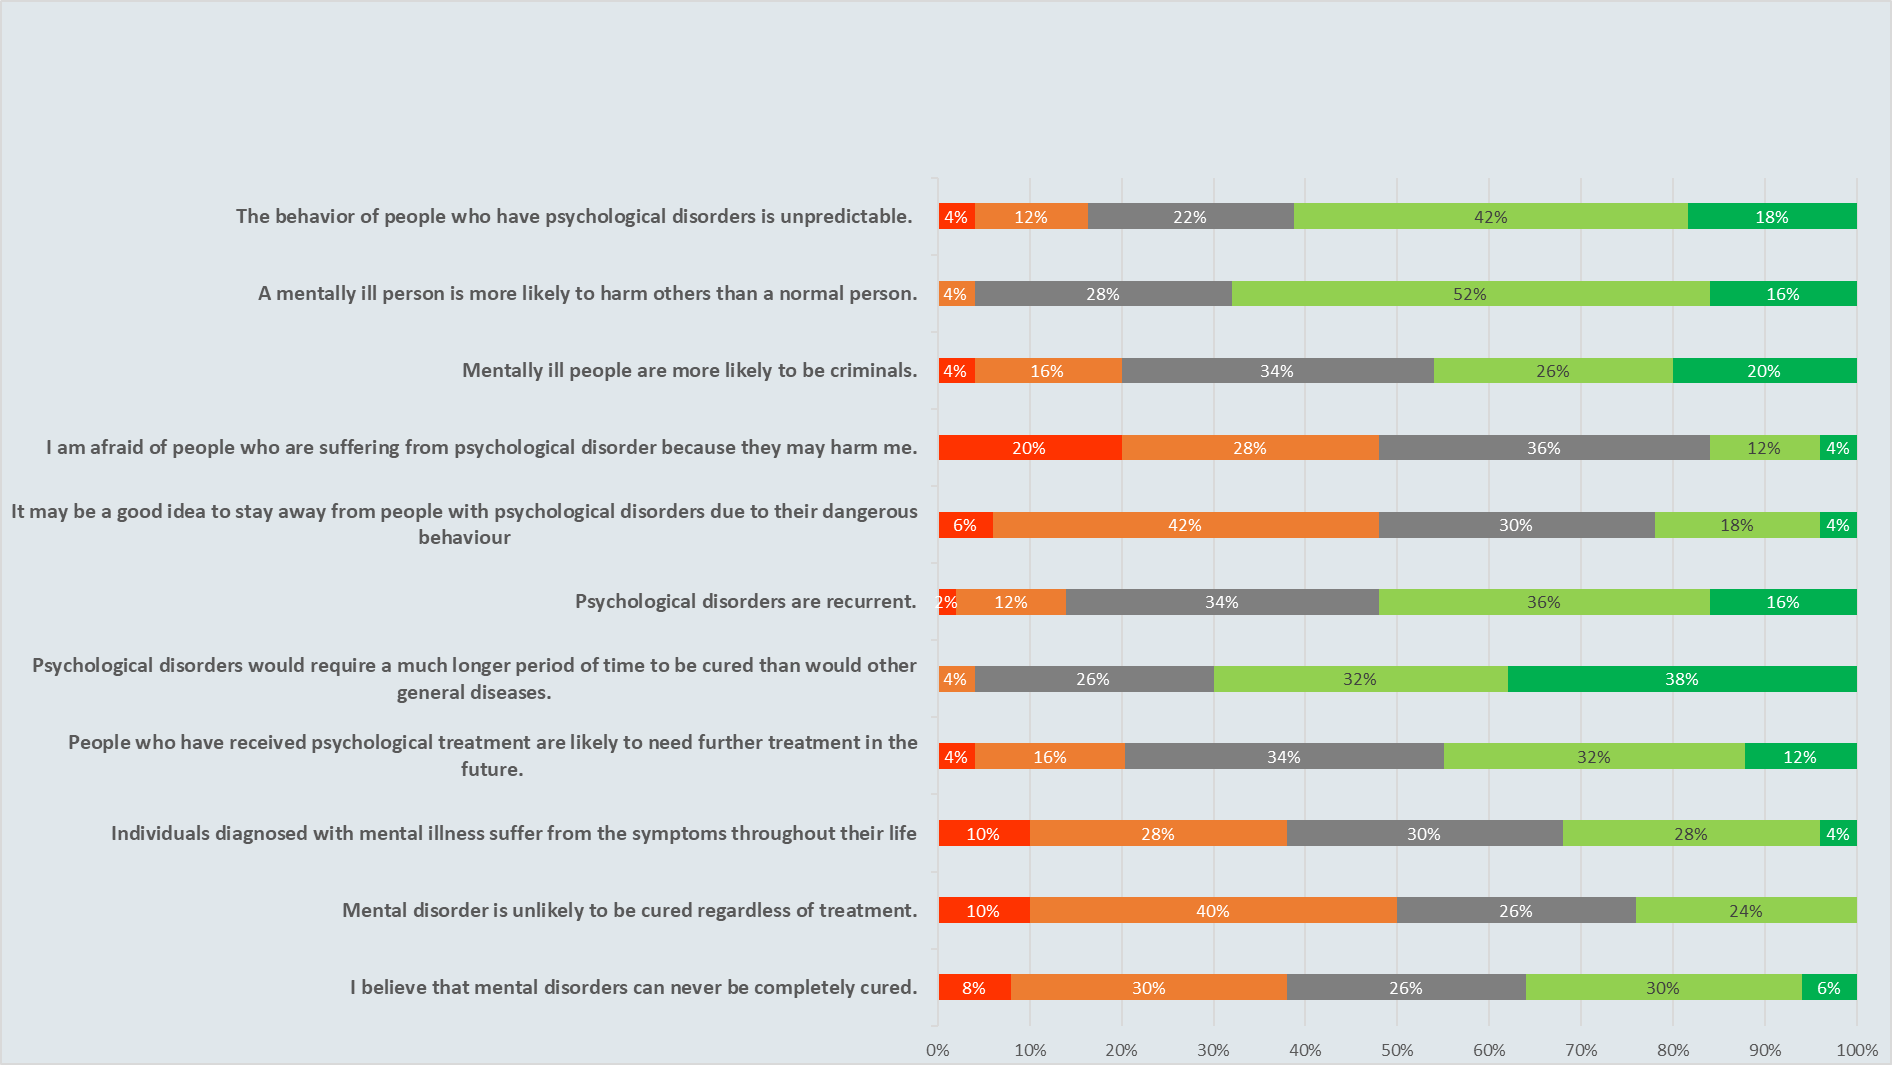 The behavior of people who have psychological disorders is unpredictable.
4% 12% 22% 42% 18%
A mentally ill person is more likely to harm others than a normal person.
4% 28% 52% 16%
Mentally ill people are more likely to be criminals.
4% 16% 34% 26% 20%
I am afraid of people who are suffering from psychological disorder because they may harm me.
20% 28% 36% 12% 4%
It may be a good idea to stay away from people with psychological disorders due to their dangerous
behaviour
6% 42% 30% 18% 4%
Psychological disorders are recurrent.
2% 12% 34% 36% 16%
Psychological disorders would require a much longer period of time to be cured than would other
general diseases.
4% 26% 32% 38%
People who have received psychological treatment are likely to need further treatment in the
future.
4% 16% 34% 32% 12%
Individuals diagnosed with mental illness suffer from the symptoms throughout their life
10% 28% 30% 28% 4%
Mental disorder is unlikely to be cured regardless of treatment.
10% 40% 26% 24%
I believe that mental disorders can never be completely cured.
8% 30% 26% 30% 6%
0% 10% 20% 30% 40% 50% 60% 70% 80% 90% 100%